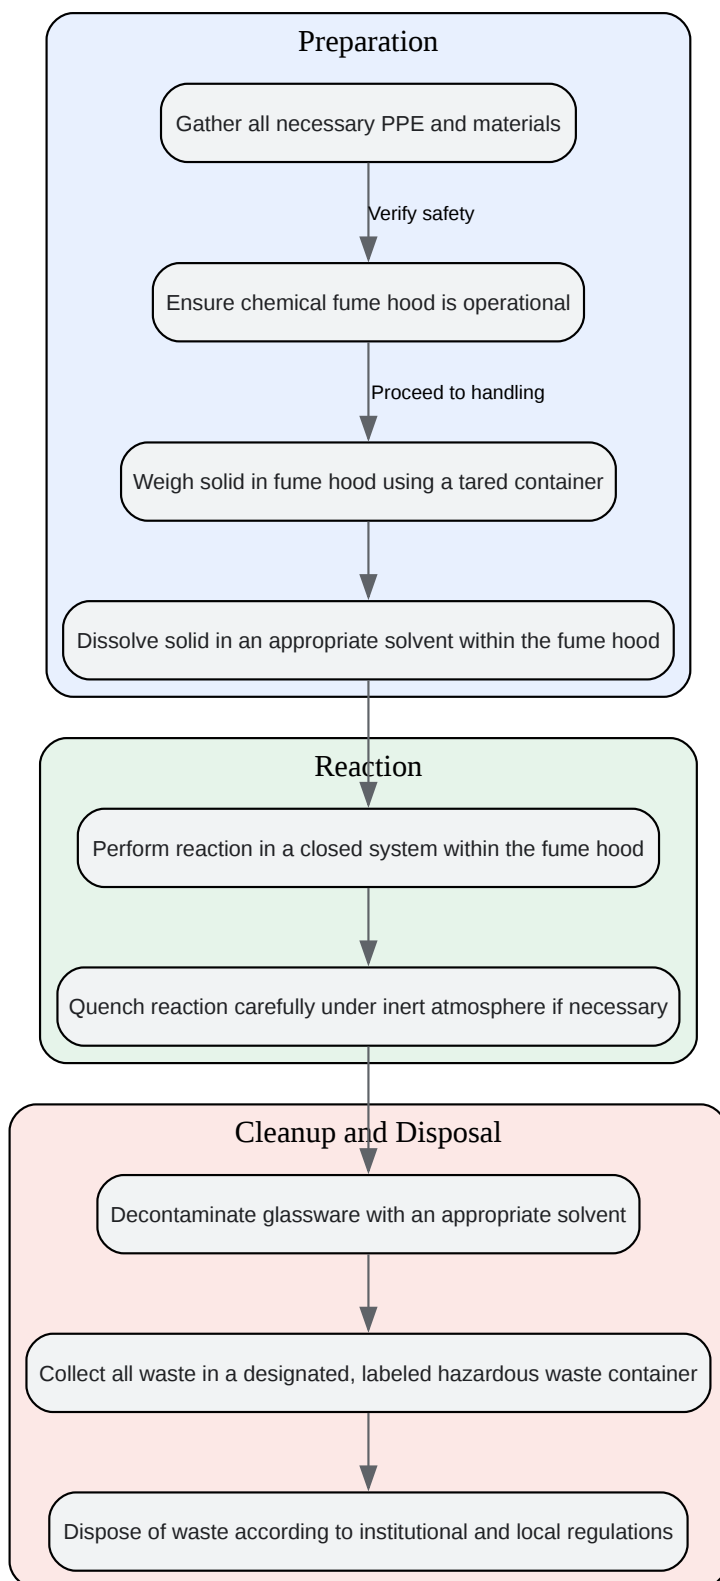 Preparation
Gather all necessary PPE and materials
Verify safety
Ensure chemical fume hood is operational
Proceed to handling
Weigh solid in fume hood using a tared container
Dissolve solid in an appropriate solvent within the fume hood
Reaction
Perform reaction in a closed system within the fume hood
Quench reaction carefully under inert atmosphere if necessary
Cleanup and Disposal
Decontaminate glassware with an appropriate solvent
Collect all waste in a designated, labeled hazardous waste container
Dispose of waste according to institutional and local regulations